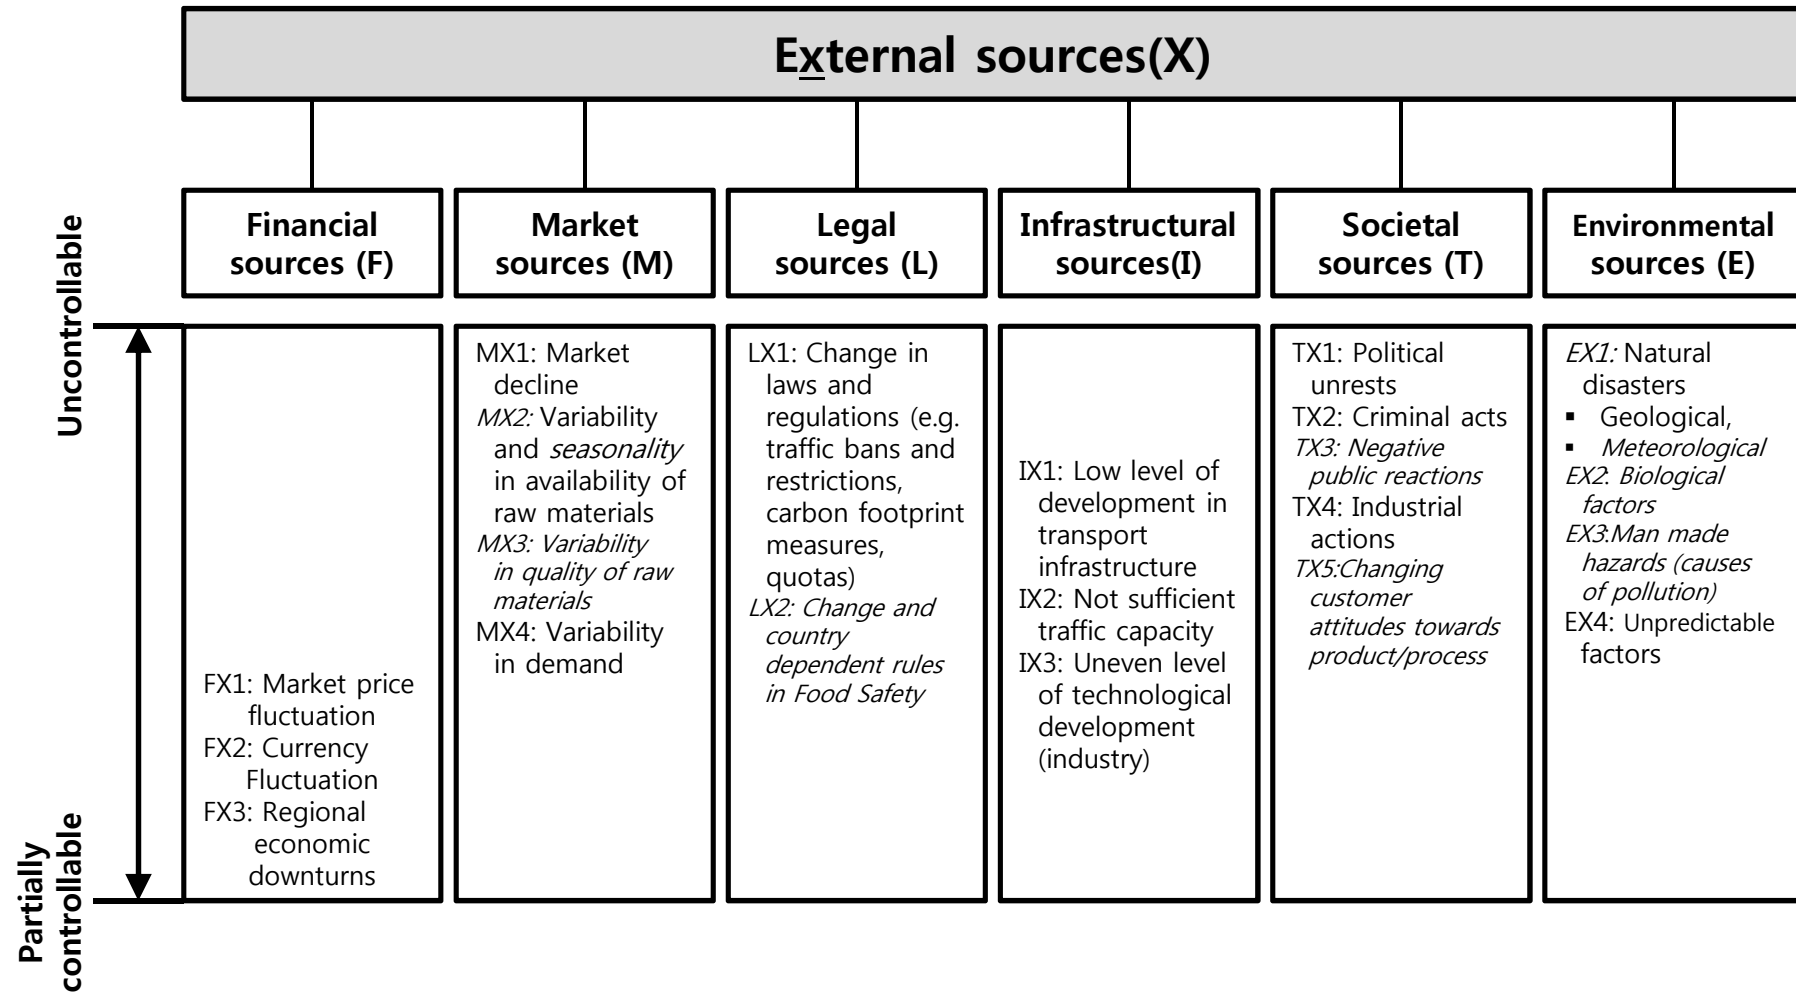 External sources(X)
Financial
sources (F)
Market
sources (M)
Legal
sources (L)
Infrastructural
sources(I)
Societal
sources (T)
Environmental
sources (E)
Uncontrollable
Partially
controllable
FX1: Market price
fluctuation
FX2: Currency
Fluctuation
FX3: Regional
economic
downturns
MX1: Market
decline
MX2: Variability
and seasonality
in availability of
raw materials
MX3: Variability
in quality of raw
materials
MX4: Variability
in demand
LX1: Change in
laws and
regulations (e.g.
traffic bans and
restrictions,
carbon footprint
measures,
quotas)
LX2: Change and
country
dependent rules
in Food Safety
IX1: Low level of
development in
transport
infrastructure
IX2: Not sufficient
traffic capacity
IX3: Uneven level
of technological
development
(industry)
TX1: Political
unrests
TX2: Criminal acts
TX3: Negative
public reactions
TX4: Industrial
actions
TX5:Changing
customer
attitudes towards
product/process
EX1: Natural
disasters
▪ Geological,
▪ Meteorological
EX2: Biological
factors
EX3:Man made
hazards (causes
of pollution)
EX4: Unpredictable
factors